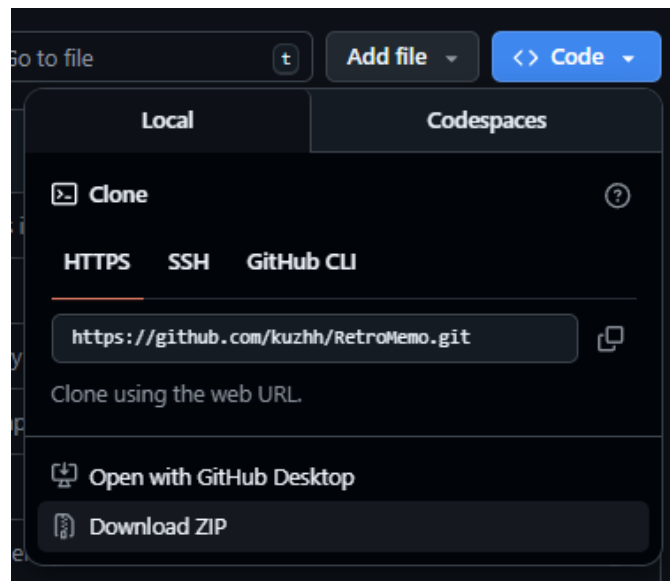 Go to file t Add file <> Code
Local Codespaces
Clone
HTTPS SSH GitHub CLI
https://github.com/kuzhh/RetroMemo.git
Clone using the web URL.
Open with GitHub Desktop
Download ZIP